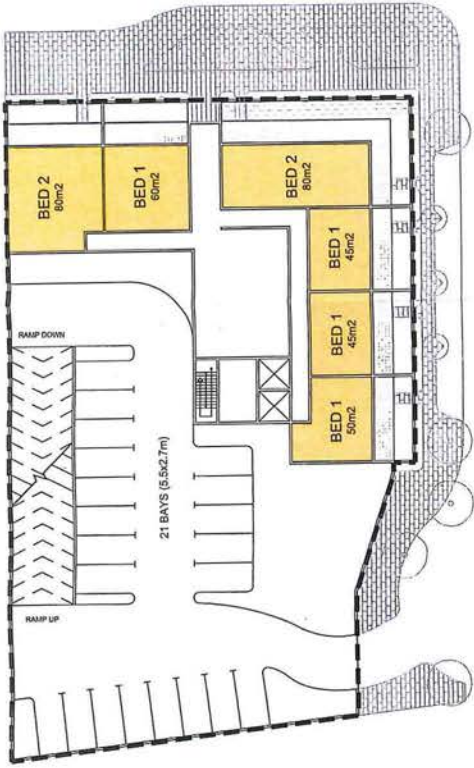 BED 2
80m2
BED 1
60m2
BED 2
80m2
BED 1
45m2
BED 1
45m2
BED 1
50m2
RAMP DOWN
21 BAYS (5.5x2.7m)
RAMP UP